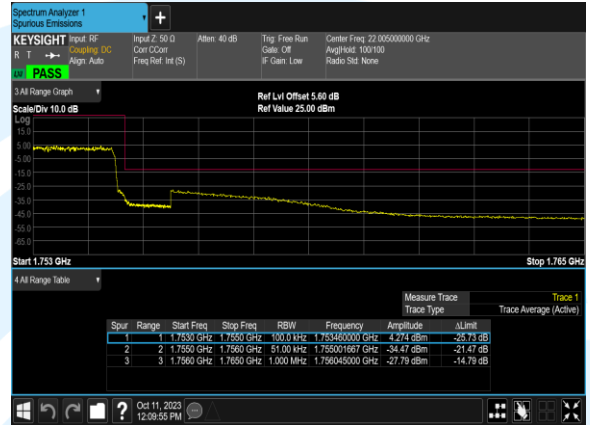 Spectrum Analyzer 1
Spurious Emissions
KEYSIGHT Input: RF Input Z: 50 Ω Atten: 40 dB Trig: Free Run Center Freq: 22.005000000 GHz
R T Coupling: DC Corr CCorr Gate: Off Avg|Hold: 100/100
Align: Auto Freq Ref: Int (S) IF Gain: Low Radio Std: None
PASS
3 All Range Graph
Ref Lvl Offset 5.60 dB
Scale/Div 10.0 dB Ref Value 25.00 dBm
Log
15.0
5.00
-5.00
-15.0
-25.0
-35.0
-45.0
-55.0
-65.0
Start 1.753 GHz Stop 1.765 GHz
4 All Range Table
Measure Trace Trace 1
Trace Type Trace Average (Active)
Spur Range Start Freq Stop Freq RBW Frequency Amplitude ΔLimit
1 1 1.7530 GHz 1.7550 GHz 100.0 kHz 1.753460000 GHz 4.274 dBm -25.73 dB
2 2 1.7550 GHz 1.7560 GHz 51.00 kHz 1.755001667 GHz -34.47 dBm -21.47 dB
3 3 1.7560 GHz 1.7650 GHz 1.000 MHz 1.756045000 GHz -27.79 dBm -14.79 dB
Oct 11, 2023
12:09:55 PM